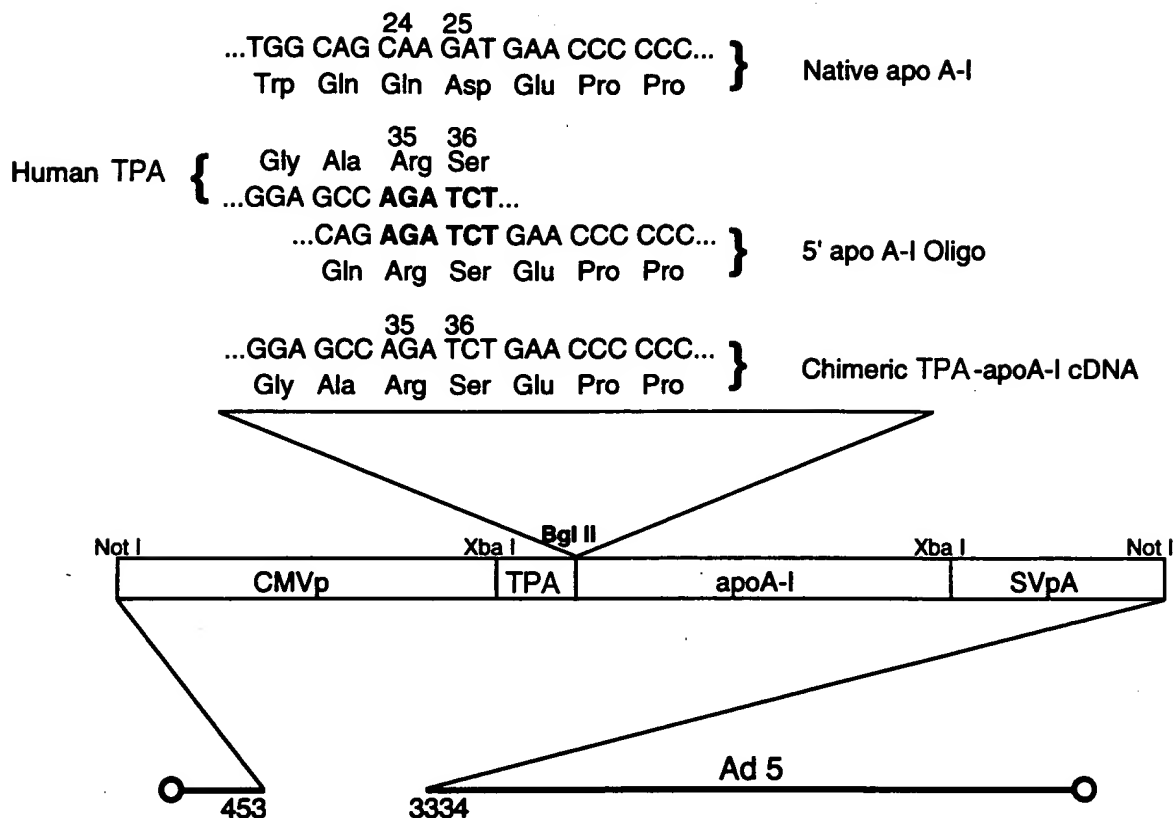 24 25
...TGG CAG CAA GAT GAA CCC CCC...
Trp Gln Gln Asp Glu Pro Pro
} Native apo A-I
35 36
Human TPA { Gly Ala Arg Ser
...GGA GCC AGA TCT...
...CAG AGA TCT GAA CCC CCC...
Gln Arg Ser Glu Pro Pro
} 5' apo A-I Oligo
35 36
...GGA GCC AGA TCT GAA CCC CCC...
Gly Ala Arg Ser Glu Pro Pro
} Chimeric TPA-apoA-I cDNA
Not I Xba I Bgl II Xba I Not I
CMVp TPA apoA-I SVpA
Ad 5
453 3334